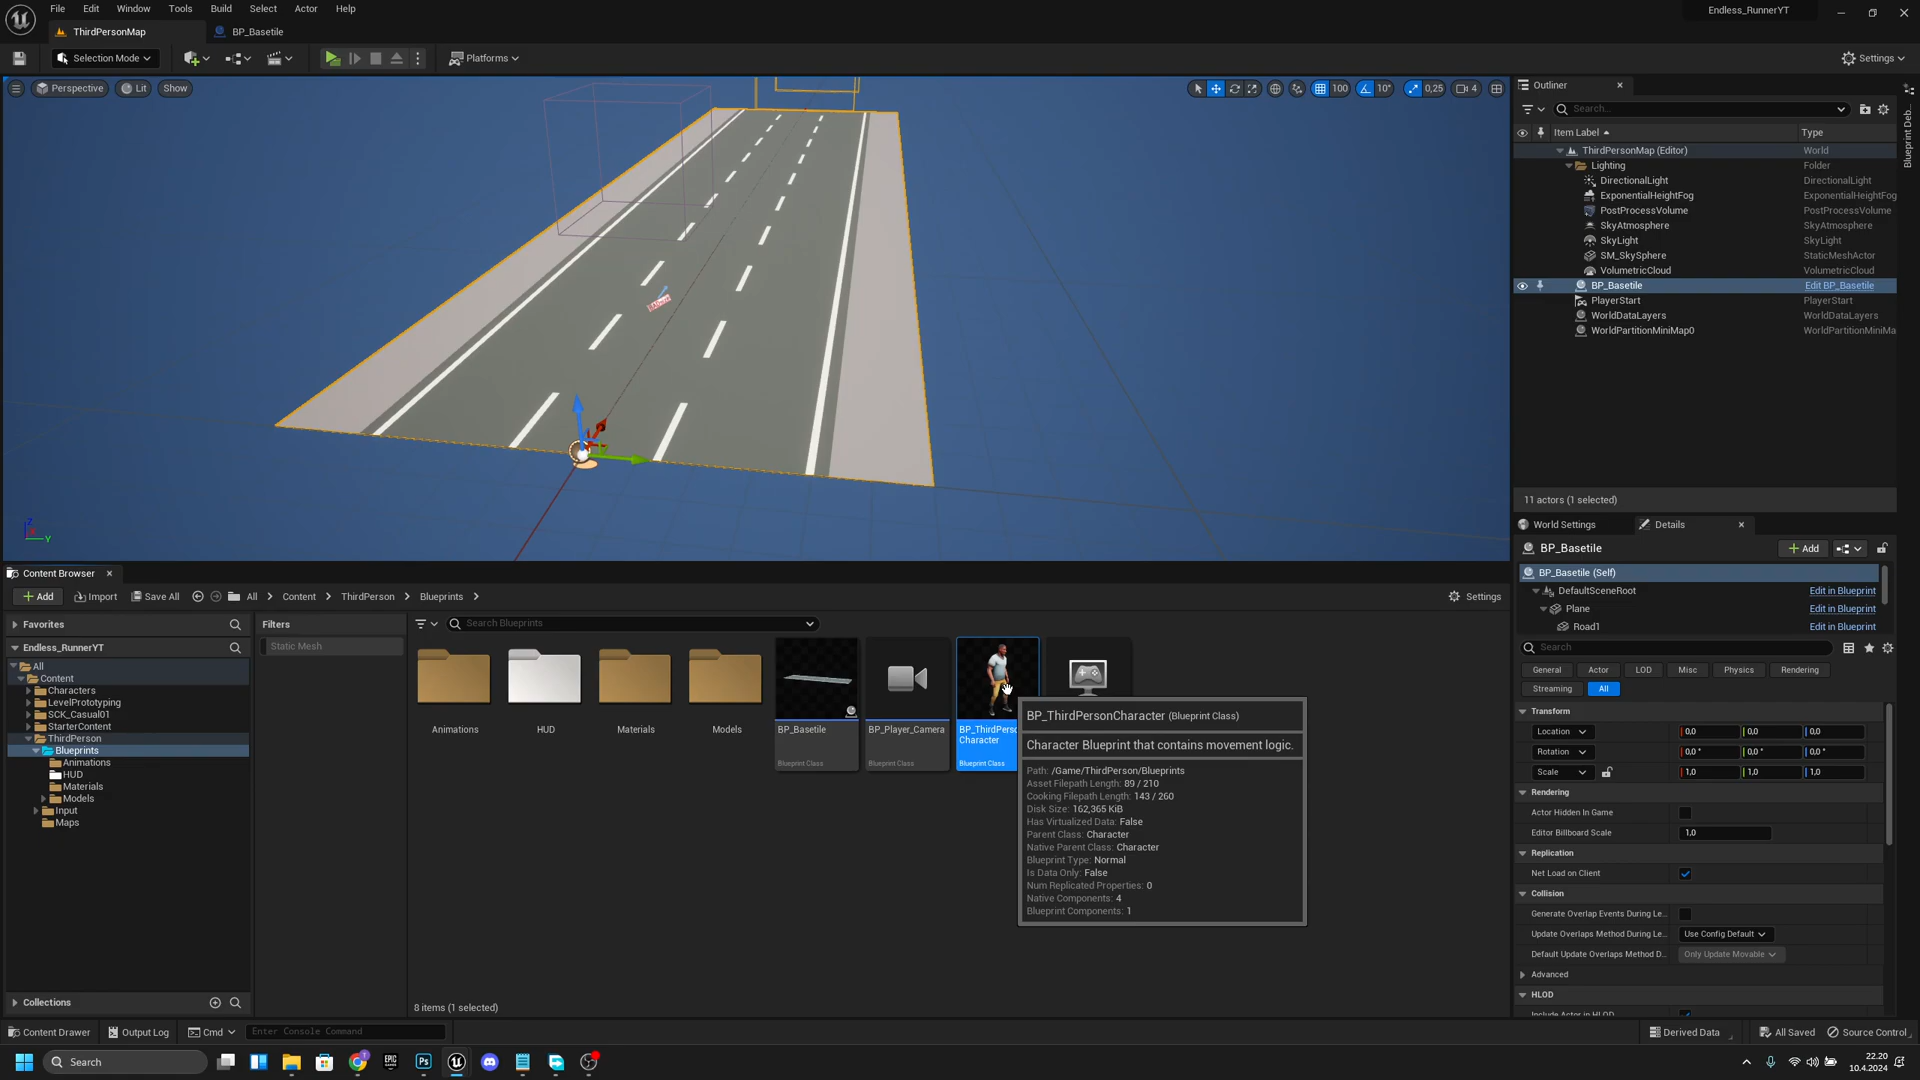 File Edit Window Tools Build Select Actor Help
Endless_RunnerYT
ThirdPersonMap
BP_Basetile
Selection Mode
Platforms
Settings
Perspective
Lit
Show
100
10°
0,25
4
Outliner
Search...
Item Label
Type
ThirdPersonMap (Editor) World
Lighting Folder
DirectionalLight DirectionalLight
ExponentialHeightFog ExponentialHeightFog
PostProcessVolume PostProcessVolume
SkyAtmosphere SkyAtmosphere
SkyLight SkyLight
SM_SkySphere StaticMeshActor
VolumetricCloud VolumetricCloud
BP_Basetile Edit BP_Basetile
PlayerStart PlayerStart
WorldDataLayers WorldDataLayers
WorldPartitionMiniMap0 WorldPartitionMiniMa
11 actors (1 selected)
Blueprint Deb..
Z
Y
World Settings
Details
BP_Basetile
Add
BP_Basetile (Self)
DefaultSceneRoot Edit in Blueprint
Plane Edit in Blueprint
Road1 Edit in Blueprint
Search
General Actor LOD Misc Physics Rendering
Streaming All
Transform
Location 0,0 0,0 0,0
Rotation 0,0 ° 0,0 ° 0,0 °
Scale 1,0 1,0 1,0
Rendering
Actor Hidden In Game
Editor Billboard Scale 1,0
Replication
Net Load on Client
Collision
Generate Overlap Events During Le...
Update Overlaps Method During Le... Use Config Default
Default Update Overlaps Method D... Only Update Movable
Advanced
HLOD
Include Actor in HLOD
Content Browser
Add
Import
Save All
All
Content
ThirdPerson
Blueprints
Settings
Favorites
Endless_RunnerYT
All
Content
Characters
LevelPrototyping
SCK_Casual01
StarterContent
ThirdPerson
Blueprints
Animations
HUD
Materials
Models
Input
Maps
Collections
Filters
Static Mesh
Search Blueprints
Animations
HUD
Materials
Models
BP_Basetile
Blueprint Class
BP_Player_Camera
Blueprint Class
BP_ThirdPerso
Character
Blueprint Class
BP_ThirdPersonCharacter (Blueprint Class)
Character Blueprint that contains movement logic.
Path: /Game/ThirdPerson/Blueprints
Asset Filepath Length: 89 / 210
Cooking Filepath Length: 143 / 260
Disk Size: 162,365 KiB
Has Virtualized Data: False
Parent Class: Character
Native Parent Class: Character
Blueprint Type: Normal
Is Data Only: False
Num Replicated Properties: 0
Native Components: 4
Blueprint Components: 1
8 items (1 selected)
Content Drawer
Output Log
Cmd
Enter Console Command
Derived Data
All Saved
Source Control
Search
EPIC
Ps
22.20
10.4.2024